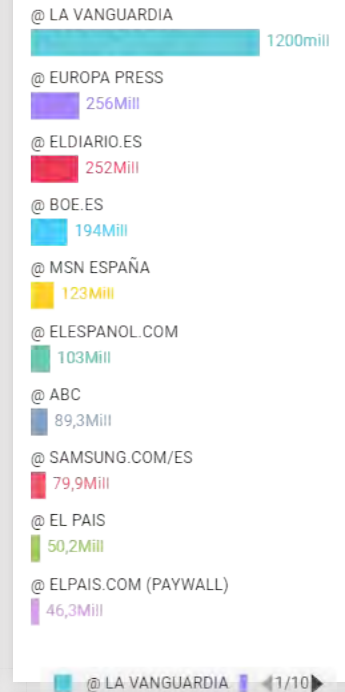 @ LA VANGUARDIA
1200mill
@ EUROPA PRESS
256Mill
@ ELDIARIO.ES
252Mill
@ BOE.ES
194Mill
@ MSN ESPAÑA
123Mill
@ ELESPANOL.COM
103Mill
@ ABC
89,3Mill
@ SAMSUNG.COM/ES
79,9Mill
@ EL PAIS
50,2Mill
@ ELPAIS.COM (PAYWALL)
46,3Mill
@ LA VANGUARDIA ◀1/10▶